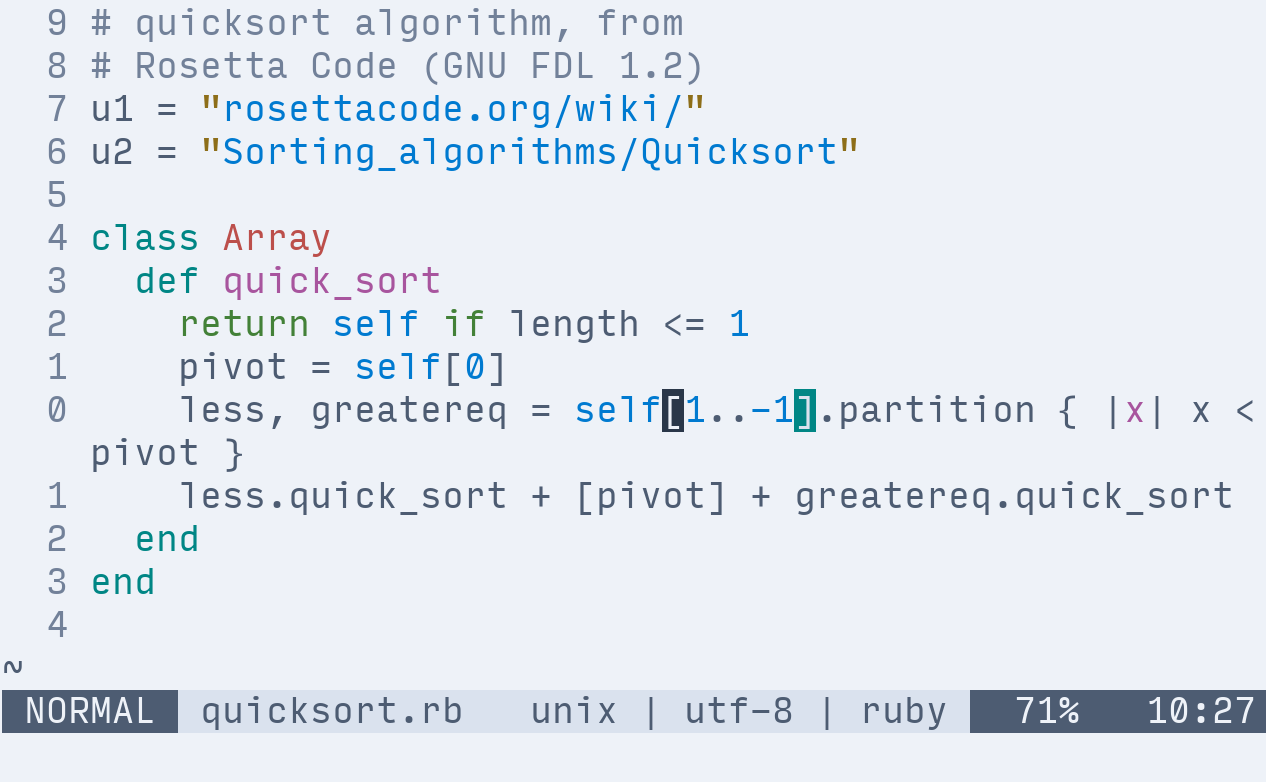 9 # quicksort algorithm, from
8 # Rosetta Code (GNU FDL 1.2)
7 u1 = "rosettacode.org/wiki/"
6 u2 = "Sorting_algorithms/Quicksort"
5
4 class Array
3   def quick_sort
2     return self if length <= 1
1     pivot = self[0]
0     less, greatereq = self[1..-1].partition { |x| x <
pivot }
1     less.quick_sort + [pivot] + greatereq.quick_sort
2   end
3 end
4
~
NORMAL quicksort.rb unix | utf-8 | ruby 71% 10:27